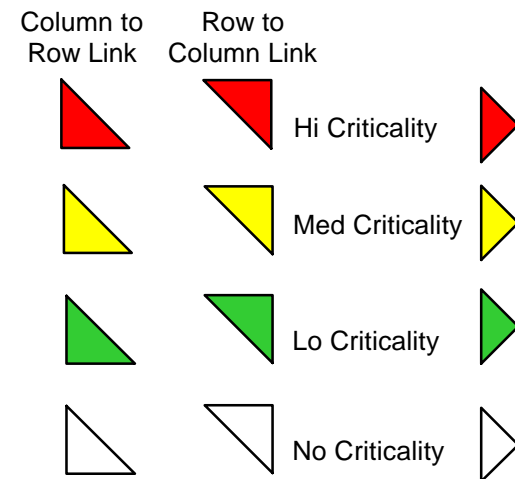 Column to
Row Link
Row to
Column Link
Hi Criticality
Med Criticality
Lo Criticality
No Criticality